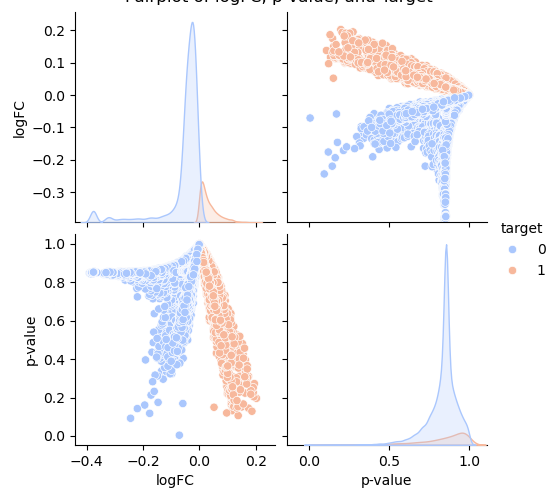 Pairplot of logFC, p-value, and Target
logFC
0.2
0.1
0.0
−0.1
−0.2
−0.3
p-value
1.0
0.8
0.6
0.4
0.2
0.0
−0.4 −0.2 0.0 0.2
logFC
0.0 0.5 1.0
p-value
target
0
1